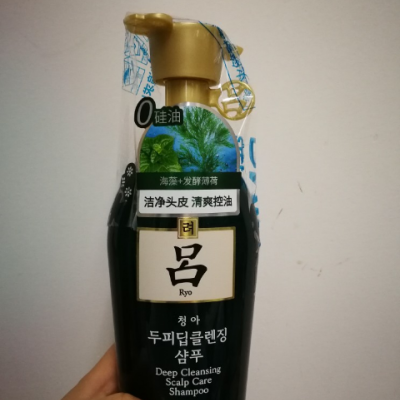 0硅油
海藻+发酵薄荷
洁净头皮 清爽控油
려
呂
Ryo
청아
두피딥클렌징
샴푸
Deep Cleansing
Scalp Care
Shampoo